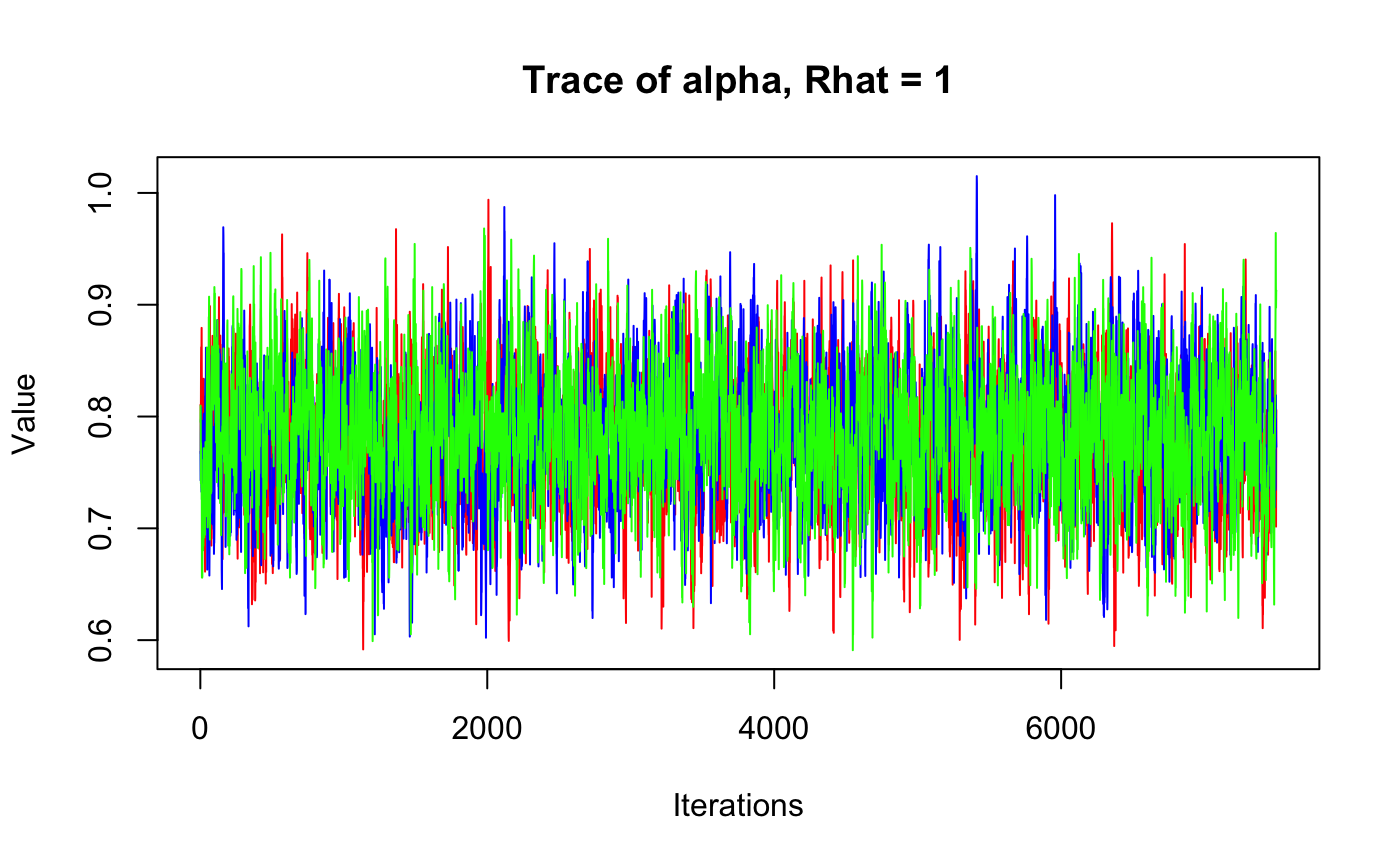 Trace of alpha, Rhat = 1
Value
1.0
0.9
0.8
0.7
0.6
0 2000 4000 6000
Iterations